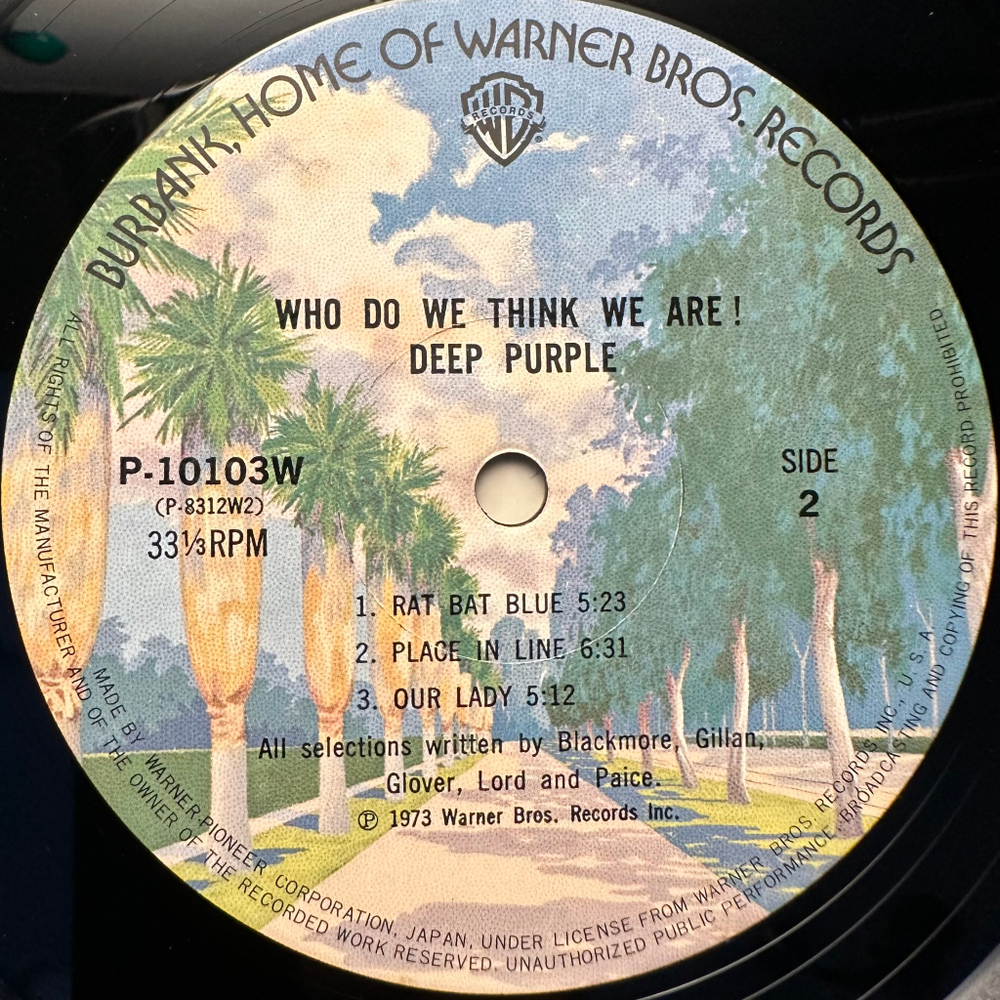 BURBANK, HOME OF WARNER BROS. RECORDS
RECORDS
WHO DO WE THINK WE ARE!
DEEP PURPLE
P-10103W
(P-8312W2)
33⅓RPM
SIDE
2
1. RAT BAT BLUE 5:23
2. PLACE IN LINE 6:31
3. OUR LADY 5:12
All selections written by Blackmore, Gillan,
Glover, Lord and Paice.
℗ 1973 Warner Bros. Records Inc.
MADE BY WARNER-PIONEER CORPORATION, JAPAN, UNDER LICENSE FROM WARNER BROS. RECORDS, INC., U. S. A.
ALL RIGHTS OF THE MANUFACTURER AND OF THE OWNER OF THE RECORDED WORK RESERVED. UNAUTHORIZED PUBLIC PERFORMANCE, BROADCASTING AND COPYING OF THIS RECORD PROHIBITED